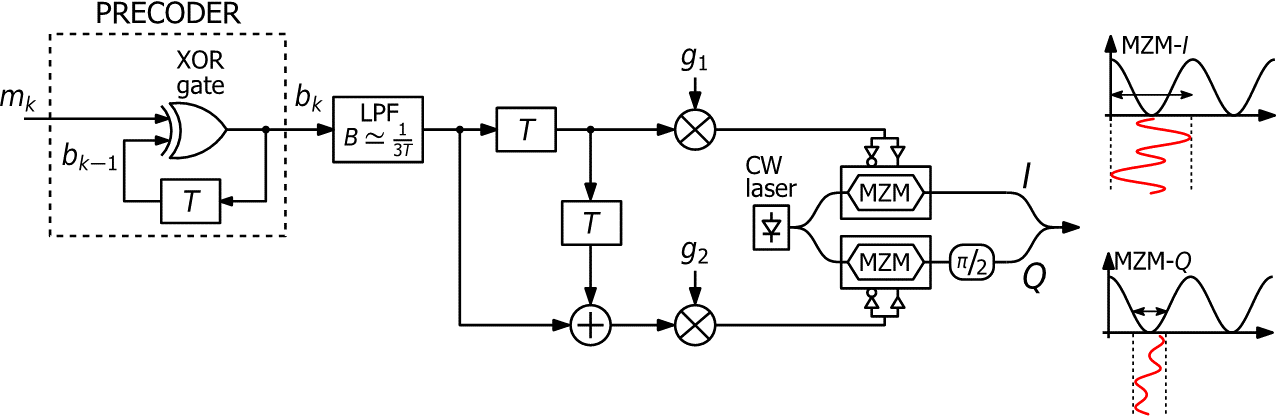 PRECODER
XOR
gate
m_k
b_{k−1}
T
b_k
LPF
B ≃ 1/3T
T
T
g_1
g_2
CW
laser
MZM
MZM
π/2
I
Q
MZM-I
MZM-Q